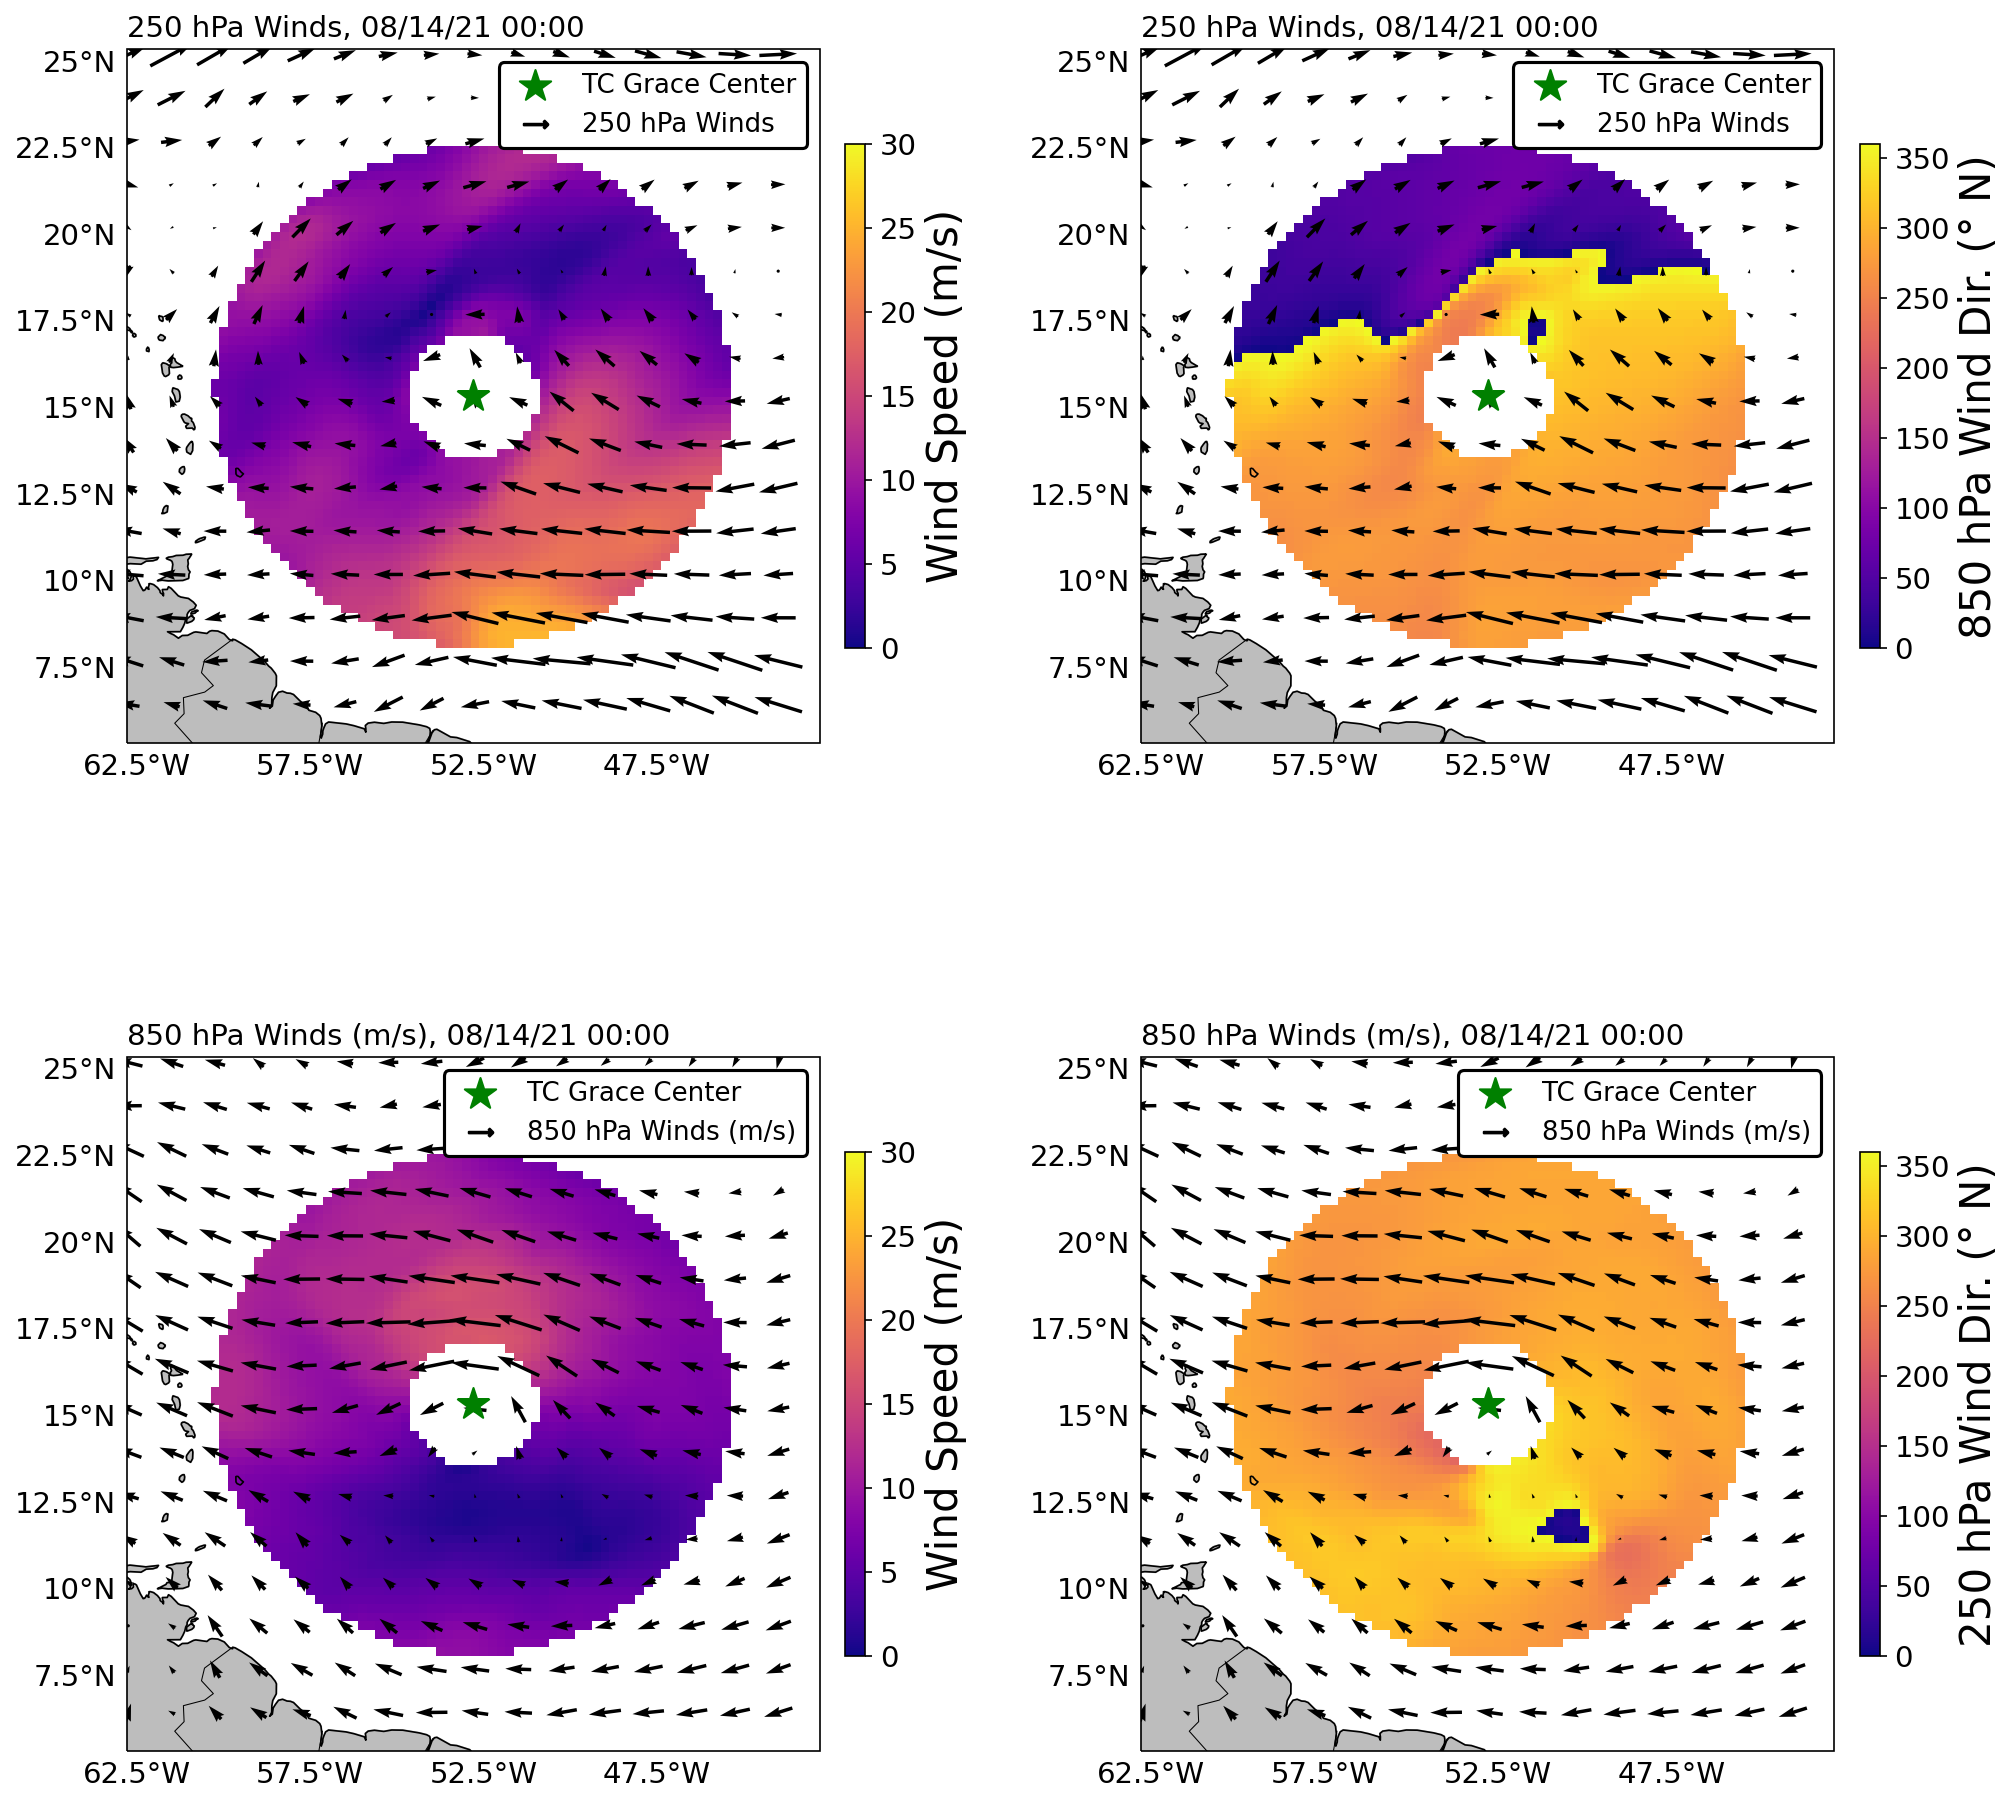 250 hPa Winds, 08/14/21 00:00
25°N
22.5°N
20°N
17.5°N
15°N
12.5°N
10°N
7.5°N
62.5°W
57.5°W
52.5°W
47.5°W
TC Grace Center
250 hPa Winds
30
25
20
15
10
5
0
Wind Speed (m/s)
250 hPa Winds, 08/14/21 00:00
25°N
22.5°N
20°N
17.5°N
15°N
12.5°N
10°N
7.5°N
62.5°W
57.5°W
52.5°W
47.5°W
TC Grace Center
250 hPa Winds
350
300
250
200
150
100
50
0
850 hPa Wind Dir. (° N)
850 hPa Winds (m/s), 08/14/21 00:00
25°N
22.5°N
20°N
17.5°N
15°N
12.5°N
10°N
7.5°N
62.5°W
57.5°W
52.5°W
47.5°W
TC Grace Center
850 hPa Winds (m/s)
30
25
20
15
10
5
0
Wind Speed (m/s)
850 hPa Winds (m/s), 08/14/21 00:00
25°N
22.5°N
20°N
17.5°N
15°N
12.5°N
10°N
7.5°N
62.5°W
57.5°W
52.5°W
47.5°W
TC Grace Center
850 hPa Winds (m/s)
350
300
250
200
150
100
50
0
250 hPa Wind Dir. (° N)